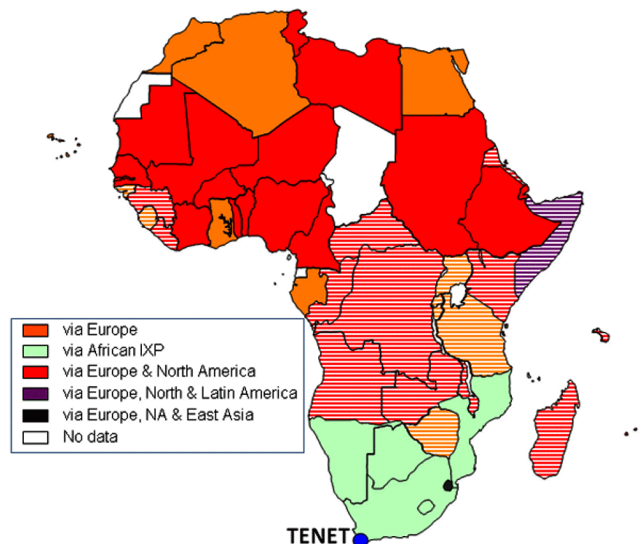 via Europe
via African IXP
via Europe & North America
via Europe, North & Latin America
via Europe, NA & East Asia
No data
TENET